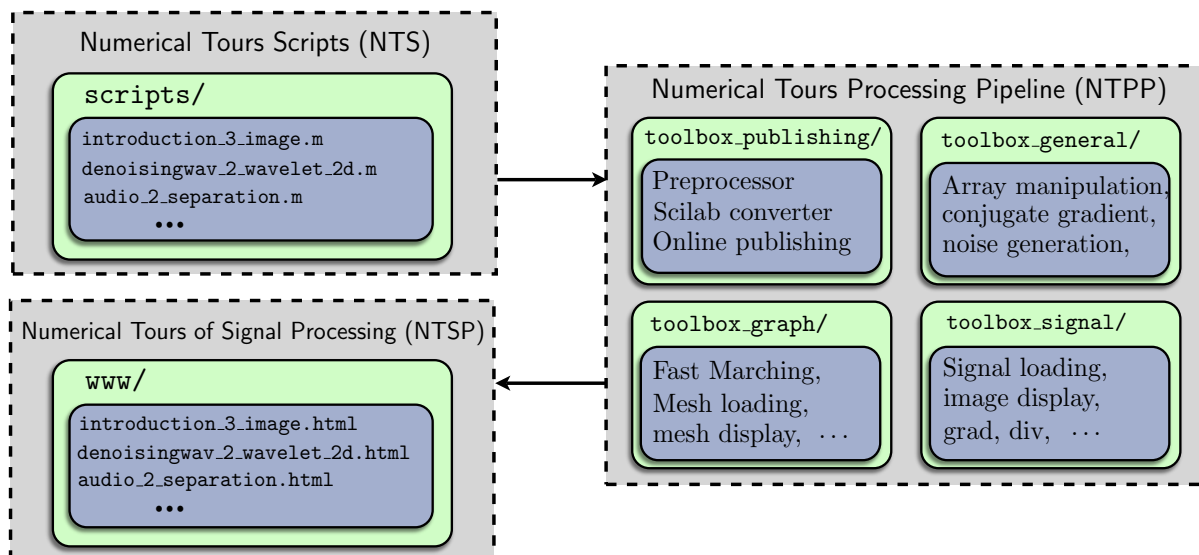 Numerical Tours Scripts (NTS)
scripts/
introduction_3_image.m
denoisingwav_2_wavelet_2d.m
audio_2_separation.m
...
Numerical Tours Processing Pipeline (NTPP)
toolbox_publishing/
Preprocessor
Scilab converter
Online publishing
toolbox_general/
Array manipulation,
conjugate gradient,
noise generation,
toolbox_graph/
Fast Marching,
Mesh loading,
mesh display, ...
toolbox_signal/
Signal loading,
image display,
grad, div, ...
Numerical Tours of Signal Processing (NTSP)
www/
introduction_3_image.html
denoisingwav_2_wavelet_2d.html
audio_2_separation.html
...